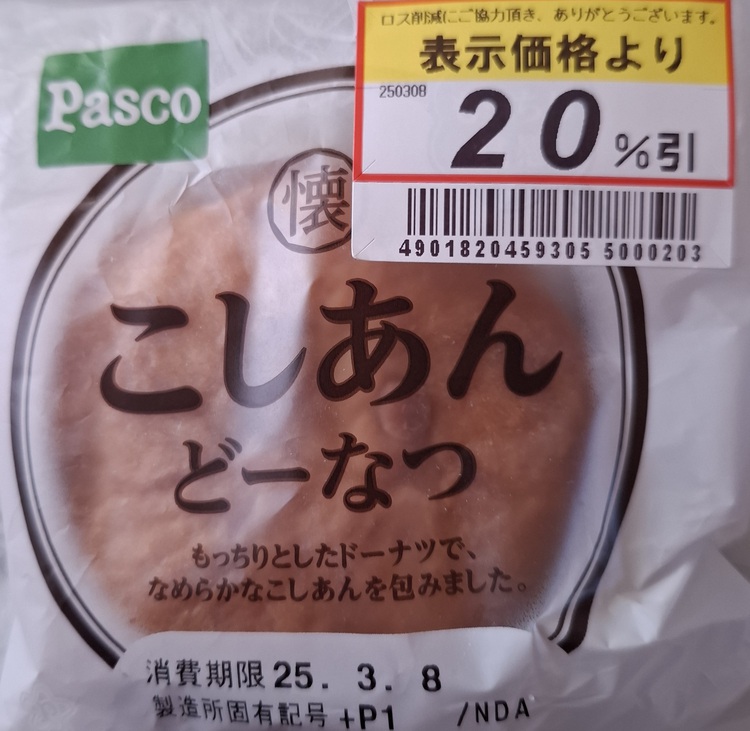 ロス削減にご協力頂き、ありがとうございます。
表示価格より
250308
20%引
4901820459305 5000203
Pasco
懐
こしあん
どーなつ
もっちりとしたドーナツで、
なめらかなこしあんを包みました。
消費期限 25. 3. 8
製造所固有記号 +P1 /NDA